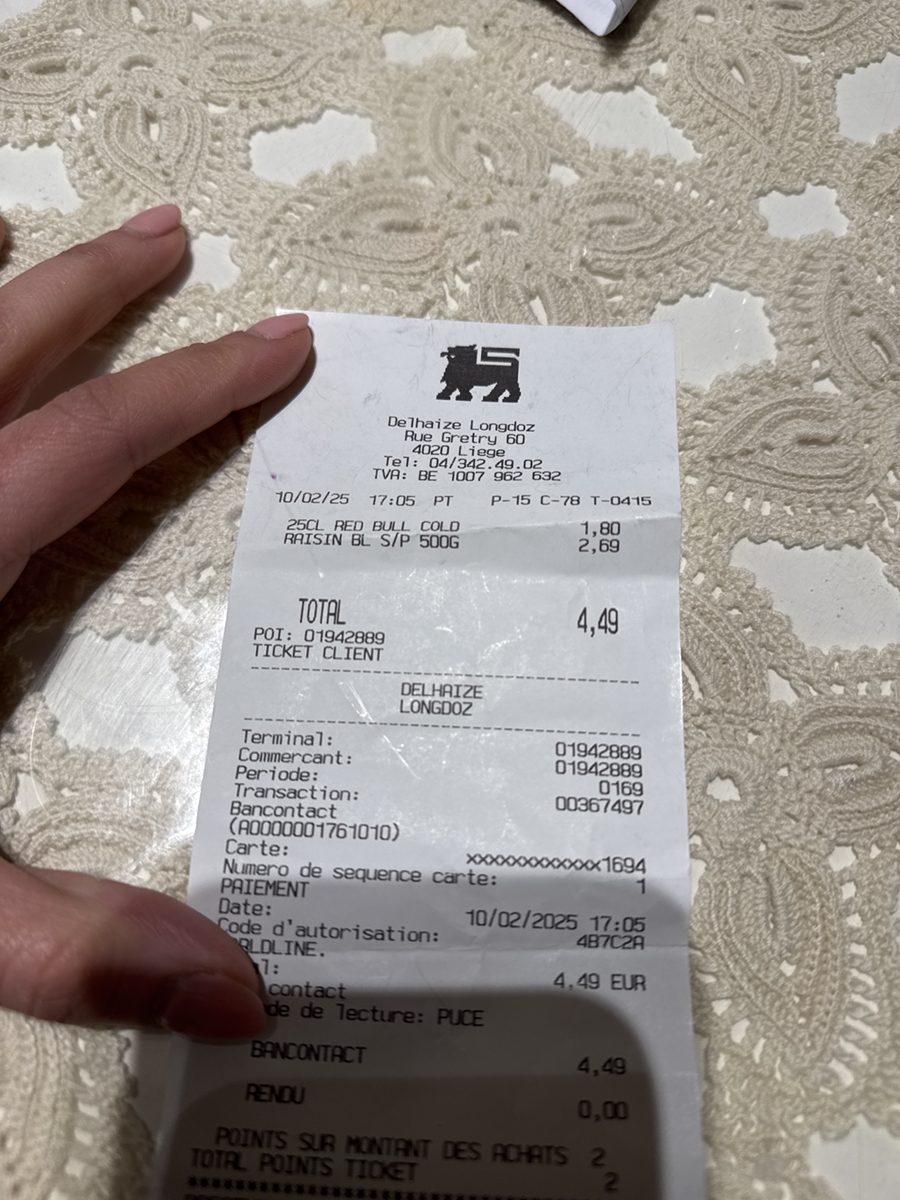 Delhaize Longdoz
Rue Gretry 60
4020 Liege
Tel: 04/342.49.02
TVA: BE 1007 962 632
10/02/25 17:05 PT P-15 C-78 T-0415
25CL RED BULL COLD 1,80
RAISIN BL S/P 500G 2,69
TOTAL 4,49
POI: 01942889
TICKET CLIENT
DELHAIZE
LONGDOZ
Terminal: 01942889
Commercant: 01942889
Periode: 0169
Transaction: 00367497
Bancontact
(A0000001761010)
Carte: xxxxxxxxxxxxx1694
Numero de sequence carte: 1
PAIEMENT
Date: 10/02/2025 17:05
Code d'autorisation: 4B7C2A
RLDLINE.
l: 4,49 EUR
contact
de de lecture: PUCE
BANCONTACT 4,49
RENDU 0,00
POINTS SUR MONTANT DES ACHATS 2
TOTAL POINTS TICKET 2